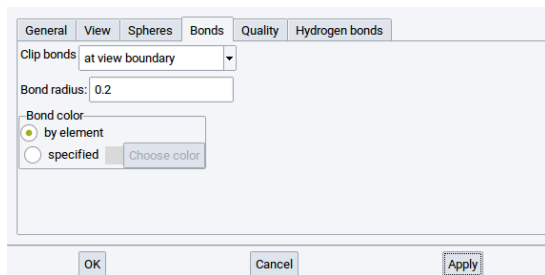 General View Spheres Bonds Quality Hydrogen bonds
Clip bonds at view boundary
Bond radius: 0.2
Bond color
by element
specified Choose color
OK Cancel Apply